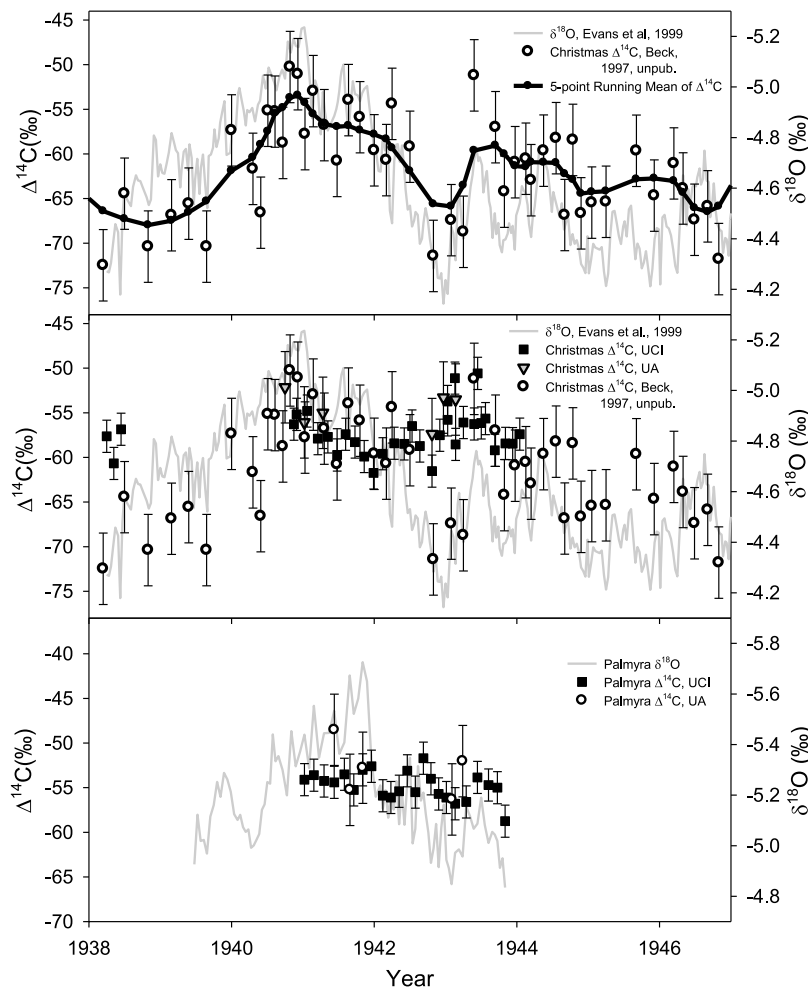 -45
-50
-55
-60
-65
-70
-75
Δ¹⁴C(‰)
δ¹⁸O, Evans et al, 1999
Christmas Δ¹⁴C, Beck,
1997, unpub.
5-point Running Mean of Δ¹⁴C
-5.2
-5.0
-4.8
-4.6
-4.4
-4.2
δ¹⁸O (‰)
-45
-50
-55
-60
-65
-70
-75
Δ¹⁴C(‰)
δ¹⁸O, Evans et al., 1999
Christmas Δ¹⁴C, UCI
Christmas Δ¹⁴C, UA
Christmas Δ¹⁴C, Beck
1997, unpub.
-5.2
-5.0
-4.8
-4.6
-4.4
-4.2
δ¹⁸O (‰)
-40
-45
-50
-55
-60
-65
-70
Δ¹⁴C(‰)
Palmyra δ¹⁸O
Palmyra Δ¹⁴C, UCI
Palmyra Δ¹⁴C, UA
-5.8
-5.6
-5.4
-5.2
-5.0
-4.8
δ¹⁸O (‰)
1938 1940 1942 1944 1946
Year